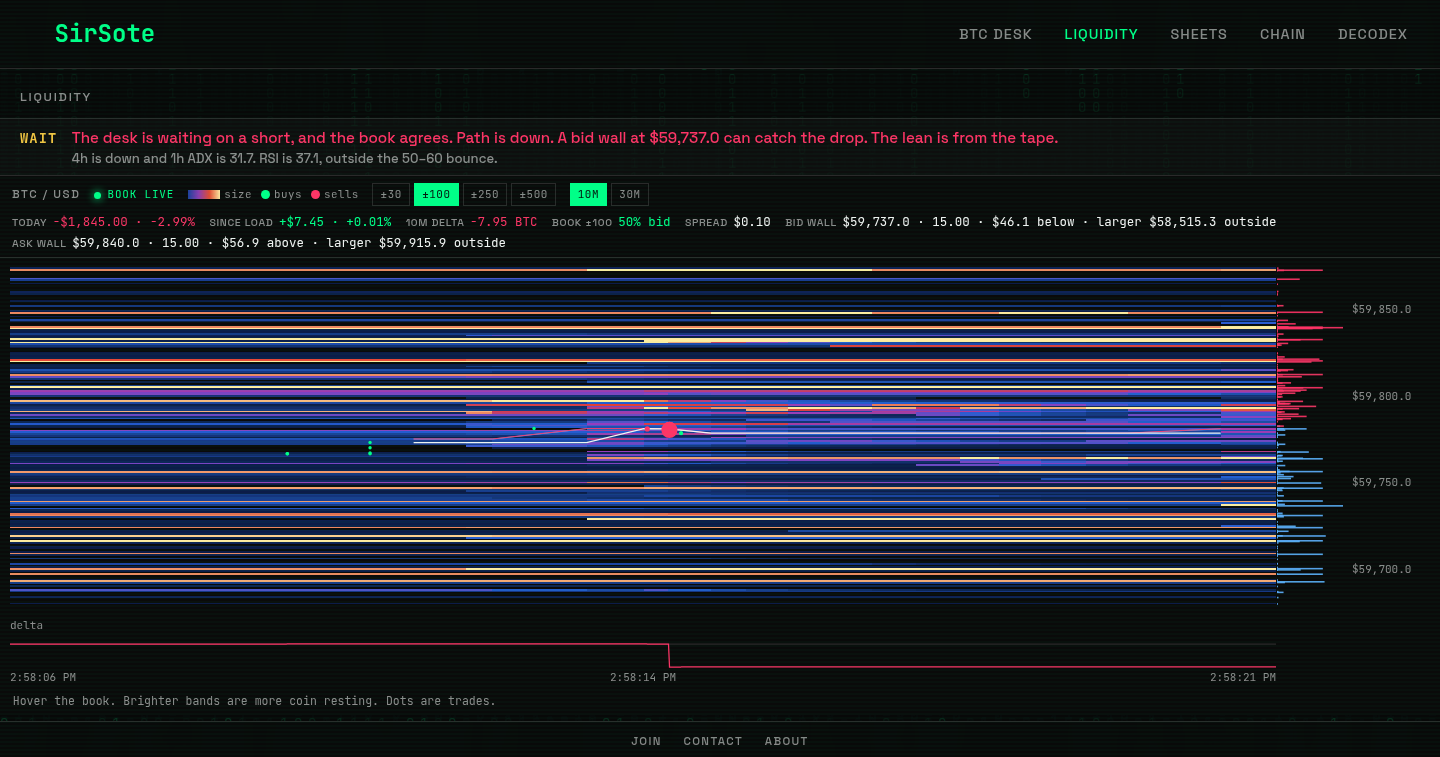 SirSote
BTC DESK LIQUIDITY SHEETS CHAIN DECODEX
LIQUIDITY
WAIT The desk is waiting on a short, and the book agrees. Path is down. A bid wall at $59,737.0 can catch the drop. The lean is from the tape.
4h is down and 1h ADX is 31.7. RSI is 37.1, outside the 50–60 bounce.
BTC / USD BOOK LIVE size buys sells ±30 ±100 ±250 ±500 10M 30M
TODAY -$1,845.00 · -2.99% SINCE LOAD +$7.45 · +0.01% 10M DELTA -7.95 BTC BOOK ±100 50% bid SPREAD $0.10 BID WALL $59,737.0 · 15.00 · $46.1 below · larger $58,515.3 outside
ASK WALL $59,840.0 · 15.00 · $56.9 above · larger $59,915.9 outside
$59,850.0
$59,800.0
$59,750.0
$59,700.0
delta
2:58:06 PM 2:58:14 PM 2:58:21 PM
Hover the book. Brighter bands are more coin resting. Dots are trades.
JOIN CONTACT ABOUT